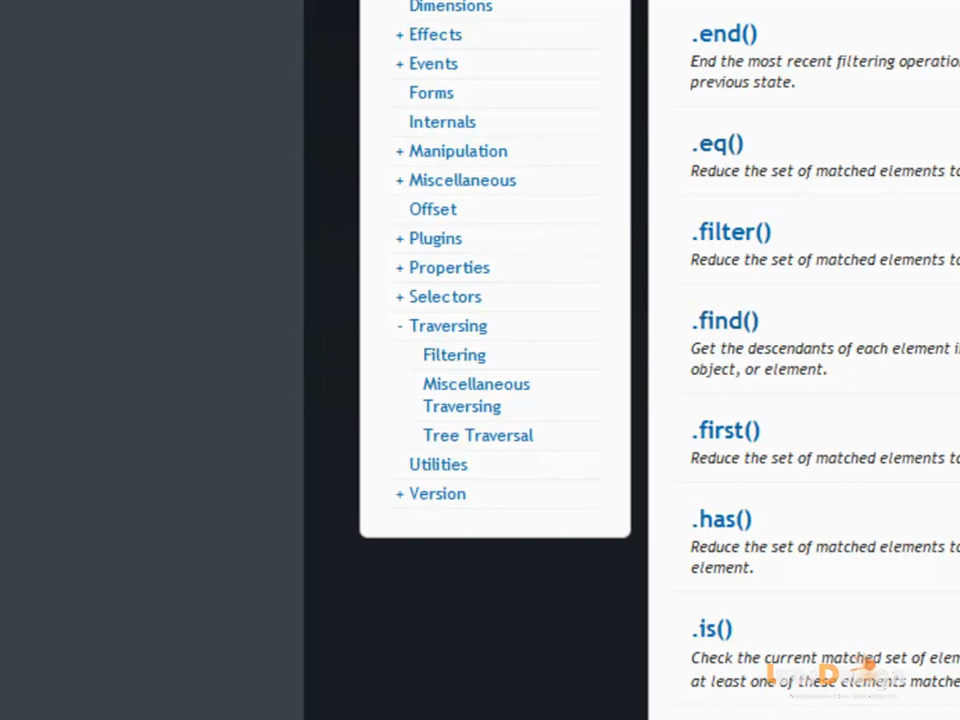 Dimensions
+ Effects
+ Events
Forms
Internals
+ Manipulation
+ Miscellaneous
Offset
+ Plugins
+ Properties
+ Selectors
- Traversing
Filtering
Miscellaneous
Traversing
Tree Traversal
Utilities
+ Version
.end()
End the most recent filtering operatio
previous state.
.eq()
Reduce the set of matched elements to
.filter()
Reduce the set of matched elements to
.find()
Get the descendants of each element i
object, or element.
.first()
Reduce the set of matched elements to
.has()
Reduce the set of matched elements to
element.
.is()
Check the current matched set of elem
at least one of these elements matche